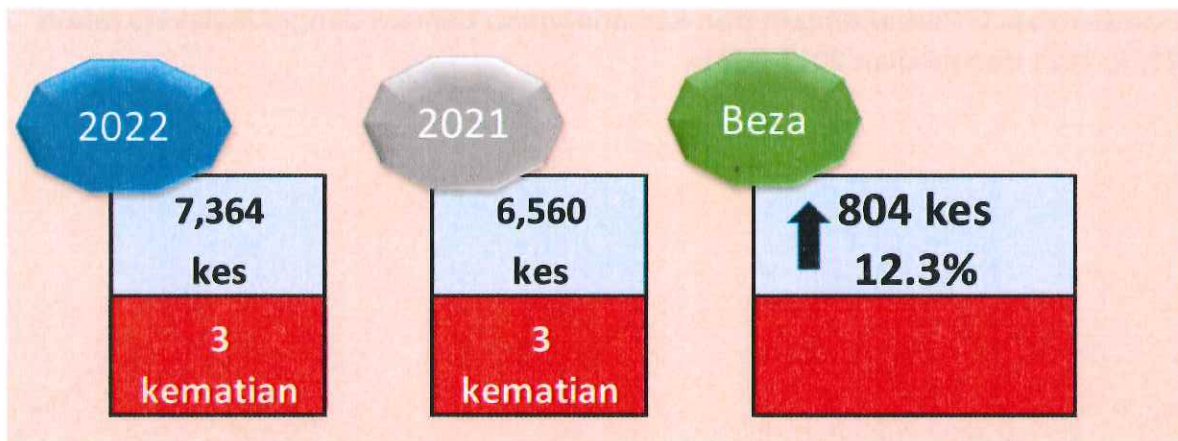 2022
2021
Beza
7,364
kes
6,560
kes
804 kes
12.3%
3
kematian
3
kematian